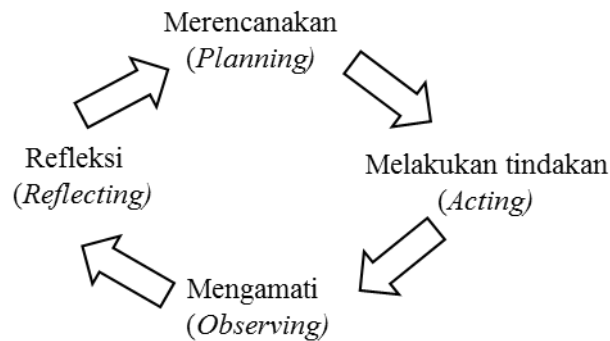 Merencanakan
(Planning)
Melakukan tindakan
(Acting)
Mengamati
(Observing)
Refleksi
(Reflecting)